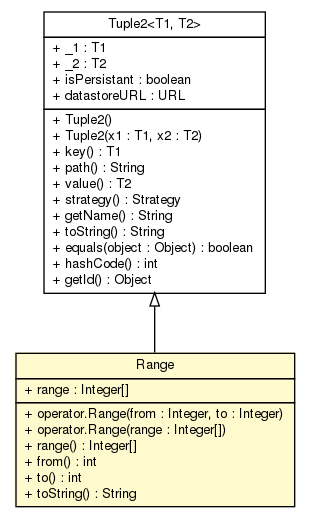 Tuple2<T1, T2>
+ _1 : T1
+ _2 : T2
+ isPersistant : boolean
+ datastoreURL : URL
+ Tuple2()
+ Tuple2(x1 : T1, x2 : T2)
+ key() : T1
+ path() : String
+ value() : T2
+ strategy() : Strategy
+ getName() : String
+ toString() : String
+ equals(object : Object) : boolean
+ hashCode() : int
+ getId() : Object
Range
+ range : Integer[]
+ operator.Range(from : Integer, to : Integer)
+ operator.Range(range : Integer[])
+ range() : Integer[]
+ from() : int
+ to() : int
+ toString() : String